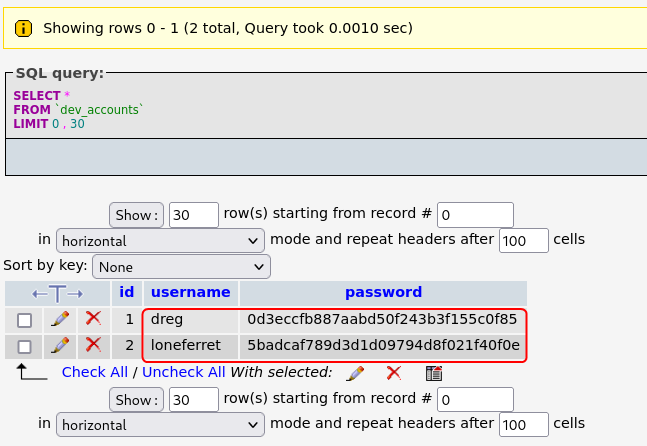 Showing rows 0 - 1 (2 total, Query took 0.0010 sec)
SQL query:
SELECT *
FROM `dev_accounts`
LIMIT 0 , 30
Show : 30 row(s) starting from record # 0
in horizontal mode and repeat headers after 100 cells
Sort by key: None
←T→ id username password
1 dreg 0d3eccfb887aabd50f243b3f155c0f85
2 loneferret 5badcaf789d3d1d09794d8f021f40f0e
Check All / Uncheck All With selected:
Show : 30 row(s) starting from record # 0
in horizontal mode and repeat headers after 100 cells